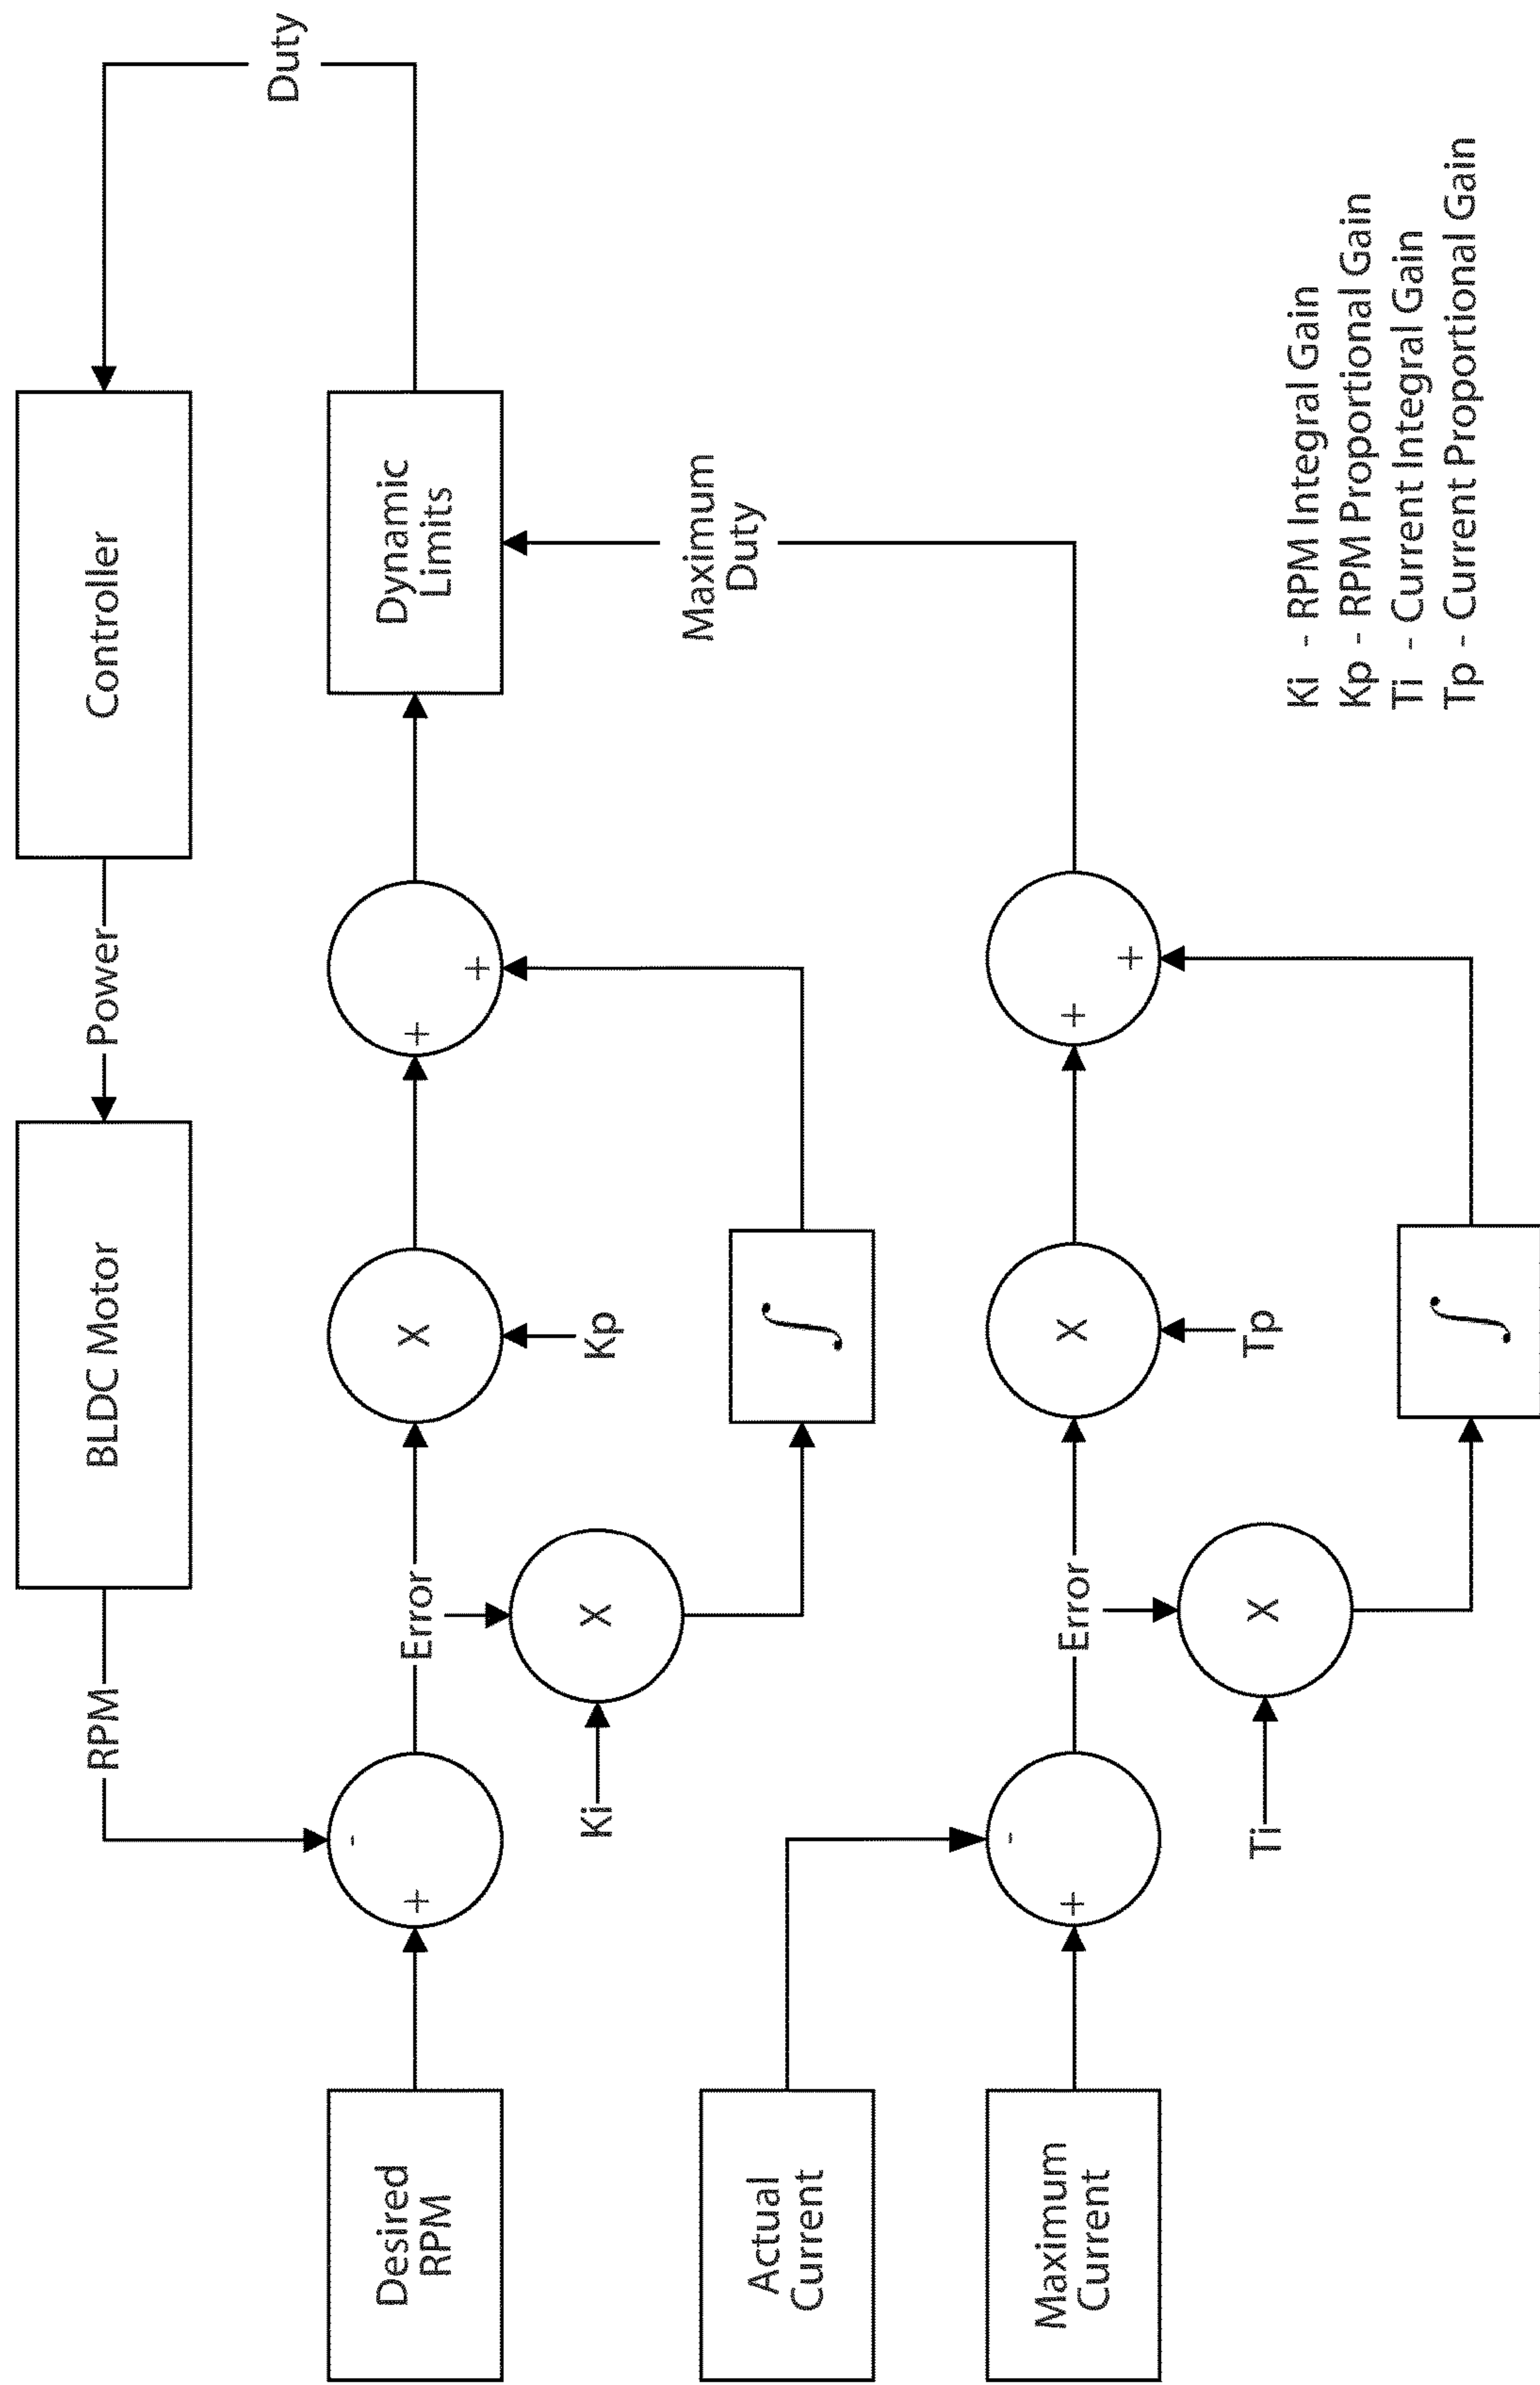 RPM
BLDC Motor
Power
Controller
Duty
Desired
RPM
-
+
Error
X
Kp
+
+
Dynamic
Limits
Ki
X
∫
Maximum
Duty
Actual
Current
Maximum
Current
-
+
Error
X
Tp
+
+
Ti
X
∫
Ki - RPM Integral Gain
Kp - RPM Proportional Gain
Ti - Current Integral Gain
Tp - Current Proportional Gain